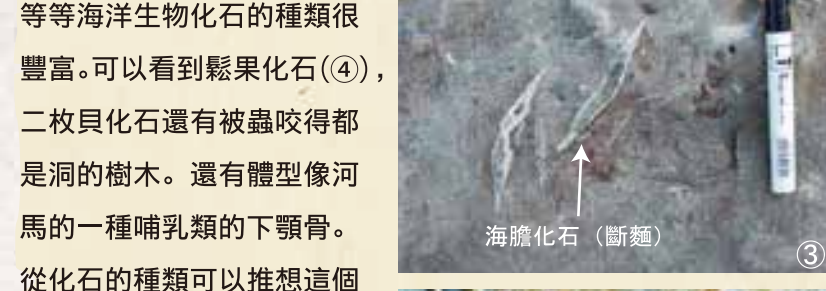 等等海洋生物化石的種類很
豐富。可以看到鬆果化石(④)，
二枚貝化石還有被蟲咬得都
是洞的樹木。還有體型像河
馬的一種哺乳類的下顎骨。
從化石的種類可以推想這個
海膽化石（斷麵）
③